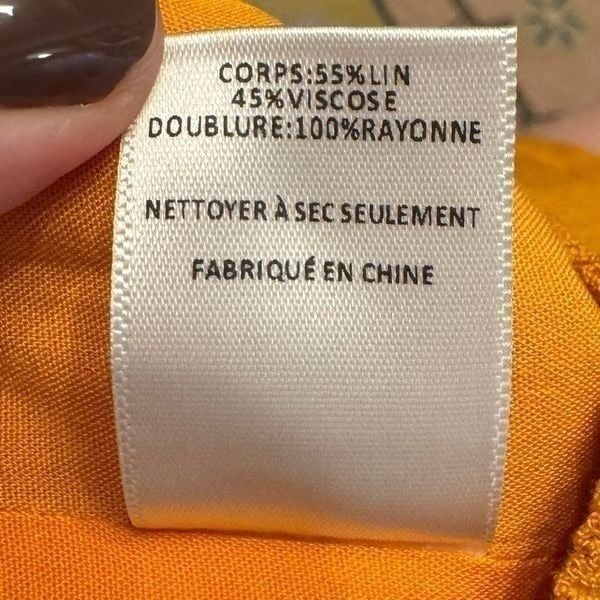 CORPS:55%LIN
45%VISCOSE
DOUBLURE:100%RAYONNE
NETTOYER À SEC SEULEMENT
FABRIQUÉ EN CHINE